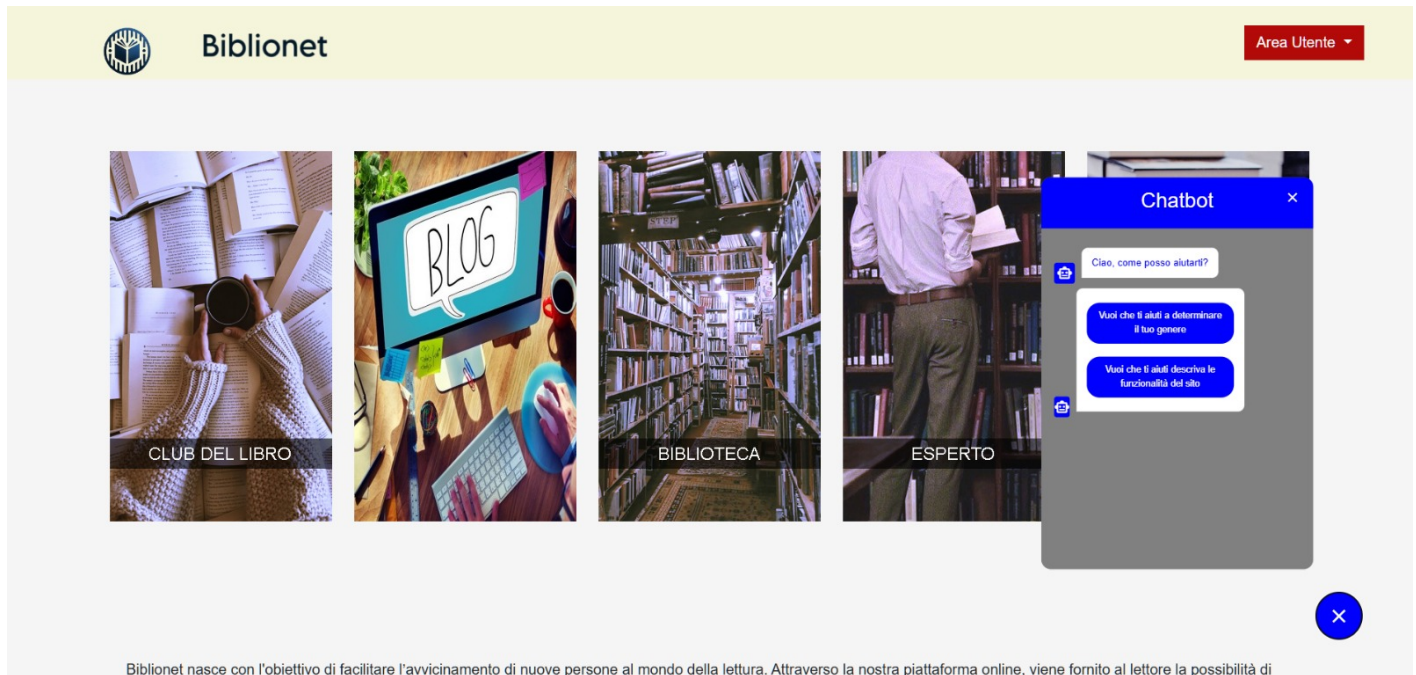 Biblionet
Area Utente
BLOG
STEP
CLUB DEL LIBRO
BIBLIOTECA
ESPERTO
Chatbot
Ciao, come posso aiutarti?
Vuoi che ti aiuti a determinare
il tuo genere
Vuoi che ti aiuti descriva le
funzionalità del sito
Biblionet nasce con l'obiettivo di facilitare l'avvicinamento di nuove persone al mondo della lettura. Attraverso la nostra piattaforma online, viene fornito al lettore la possibilità di